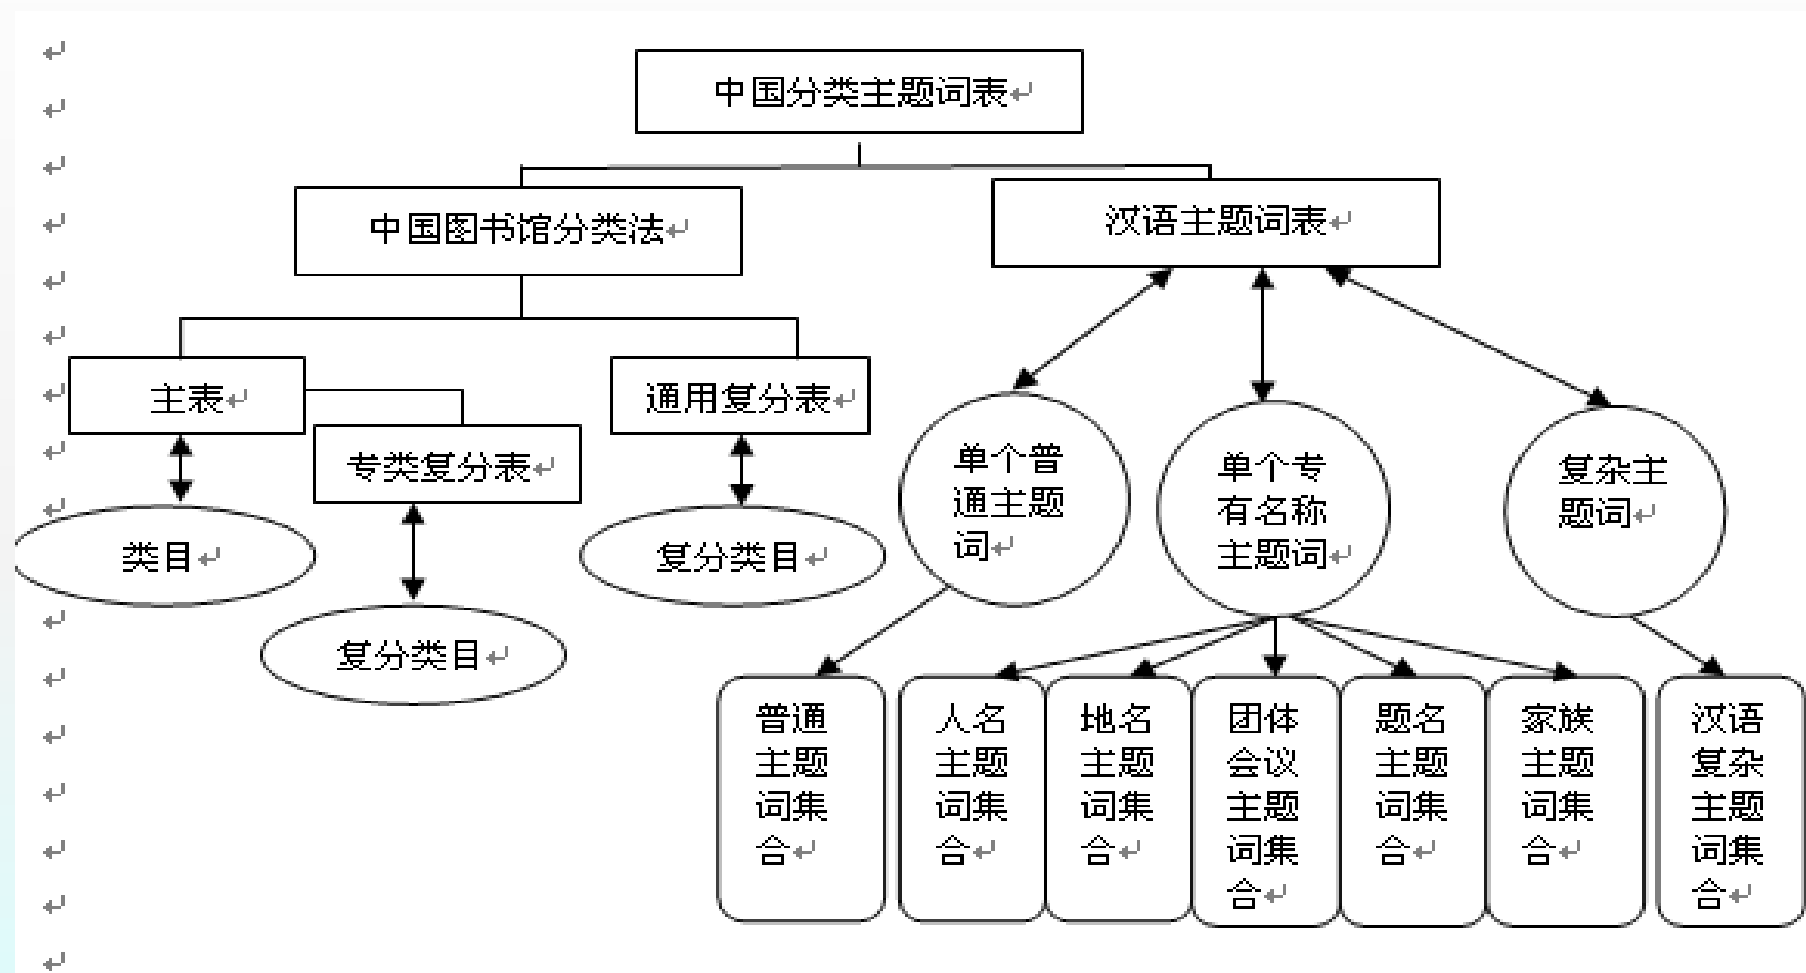 中国分类主题词表
中国图书馆分类法
汉语主题词表
主表
通用复分表
专类复分表
类目
复分类目
复分类目
单个普
通主题
词
单个专
有名称
主题词
复杂主
题词
普通
主题
词集
合
人名
主题
词集
合
地名
主题
词集
合
团体
会议
主题
词集
合
题名
主题
词集
合
家族
主题
词集
合
汉语
复杂
主题
词集
合